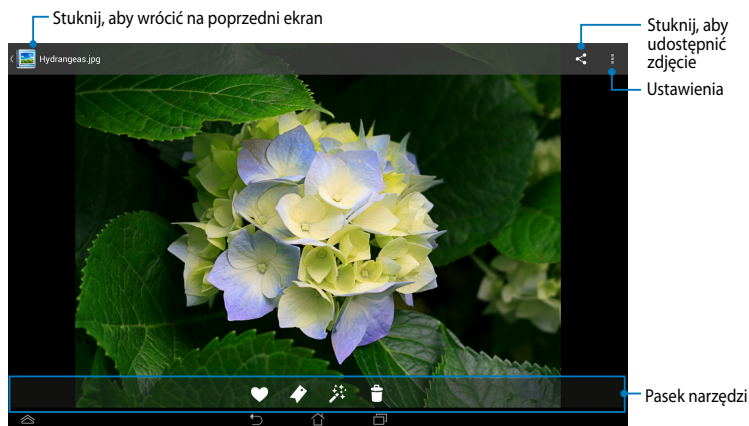 Stuknij, aby wrócić na poprzedni ekran
Stuknij, aby
udostępnić
zdjęcie
Hydrangeas.jpg
Ustawienia
Pasek narzędzi